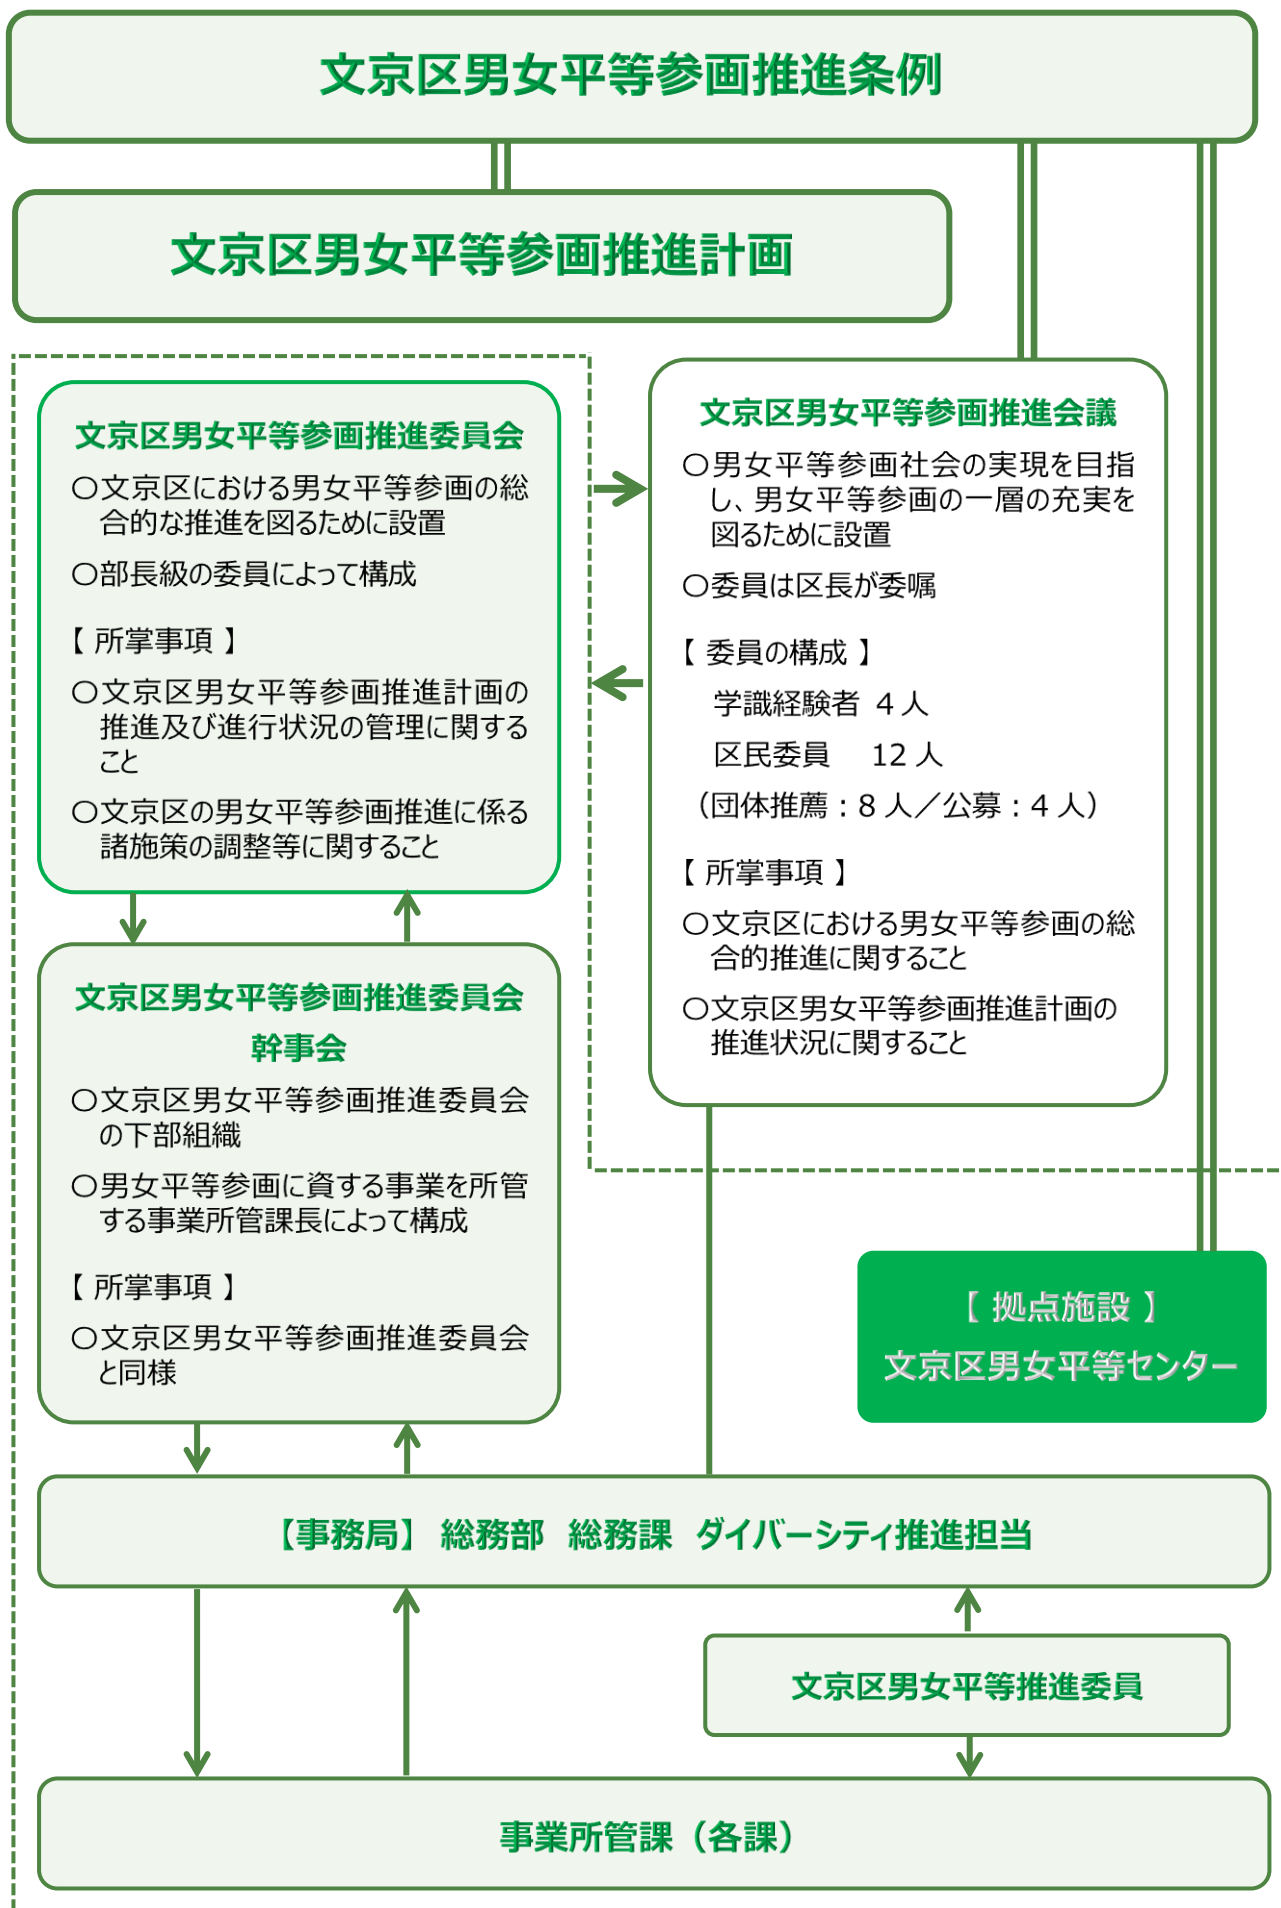 文京区男女平等参画推進条例
文京区男女平等参画推進計画
文京区男女平等参画推進委員会
〇文京区における男女平等参画の総
合的な推進を図るために設置
〇部長級の委員によって構成
【 所掌事項 】
〇文京区男女平等参画推進計画の
推進及び進行状況の管理に関する
こと
〇文京区の男女平等参画推進に係る
諸施策の調整等に関すること
文京区男女平等参画推進会議
〇男女平等参画社会の実現を目指
し、男女平等参画の一層の充実を
図るために設置
〇委員は区長が委嘱
【 委員の構成 】
学識経験者 4 人
区民委員 12 人
（団体推薦：8 人／公募：4 人）
【 所掌事項 】
〇文京区における男女平等参画の総
合的推進に関すること
〇文京区男女平等参画推進計画の
推進状況に関すること
文京区男女平等参画推進委員会
幹事会
〇文京区男女平等参画推進委員会
の下部組織
〇男女平等参画に資する事業を所管
する事業所管課長によって構成
【 所掌事項 】
〇文京区男女平等参画推進委員会
と同様
【 拠点施設 】
文京区男女平等センター
【事務局】 総務部 総務課 ダイバーシティ推進担当
文京区男女平等推進委員
事業所管課（各課）